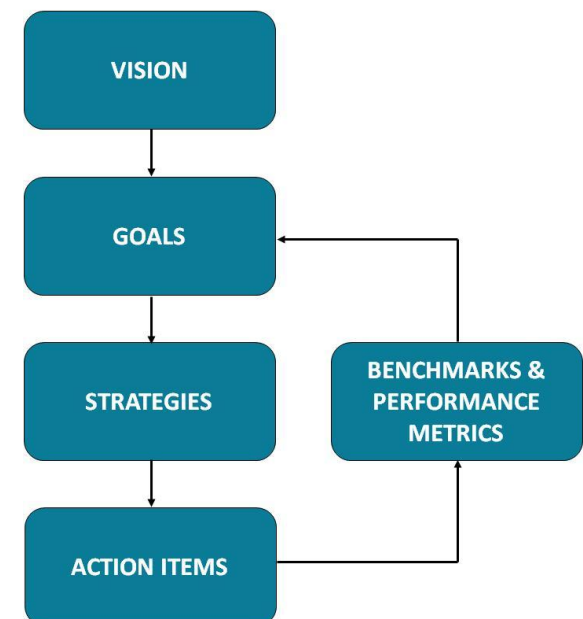 VISION
GOALS
STRATEGIES
BENCHMARKS &
PERFORMANCE
METRICS
ACTION ITEMS